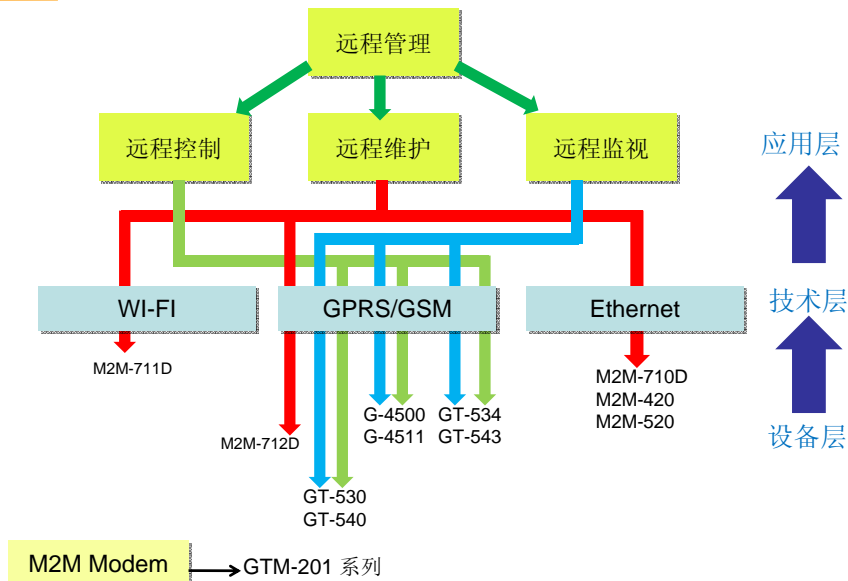 远程管理
远程控制
远程维护
远程监视
应用层
WI-FI
GPRS/GSM
Ethernet
技术层
M2M-711D
M2M-710D
M2M-420
M2M-520
G-4500
G-4511
GT-534
GT-543
M2M-712D
设备层
GT-530
GT-540
M2M Modem
GTM-201 系列